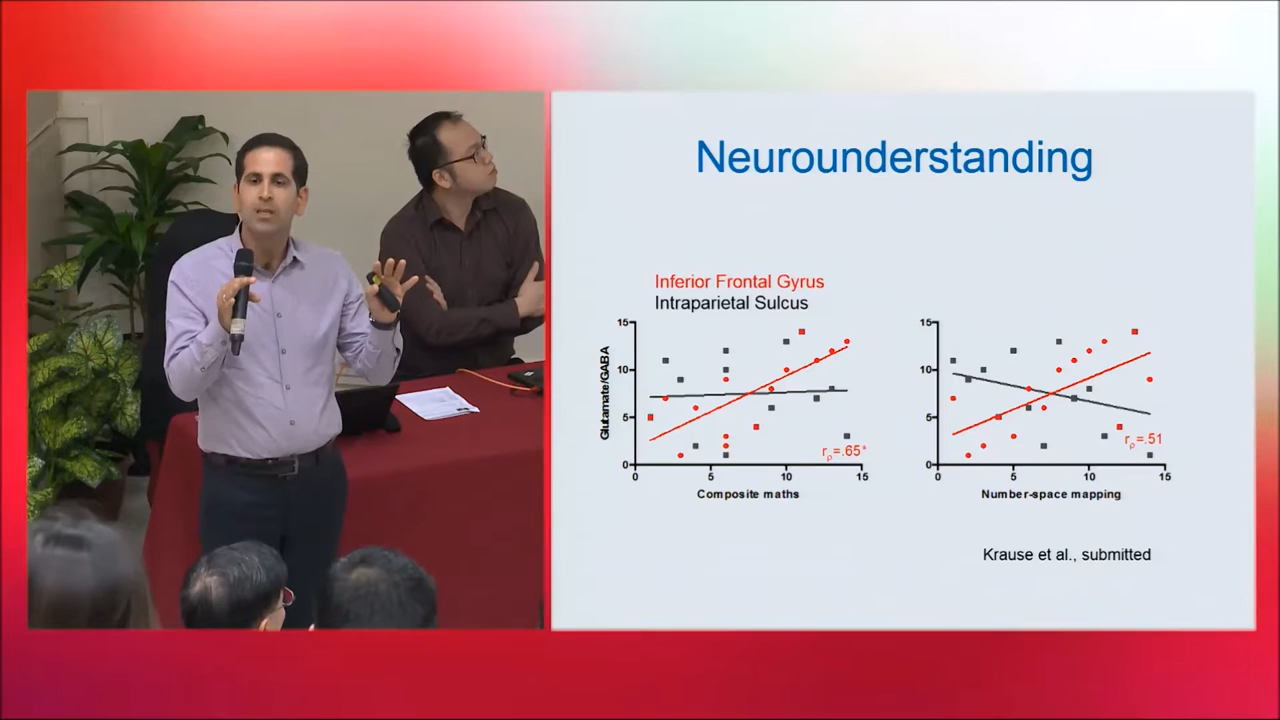 Neurounderstanding
Inferior Frontal Gyrus
Intraparietal Sulcus
15
10
5
0
Glutamate/GABA
0
5
10
15
rρ=.65*
Composite maths
15
10
5
0
0
5
10
15
rρ=.51
Number-space mapping
Krause et al., submitted